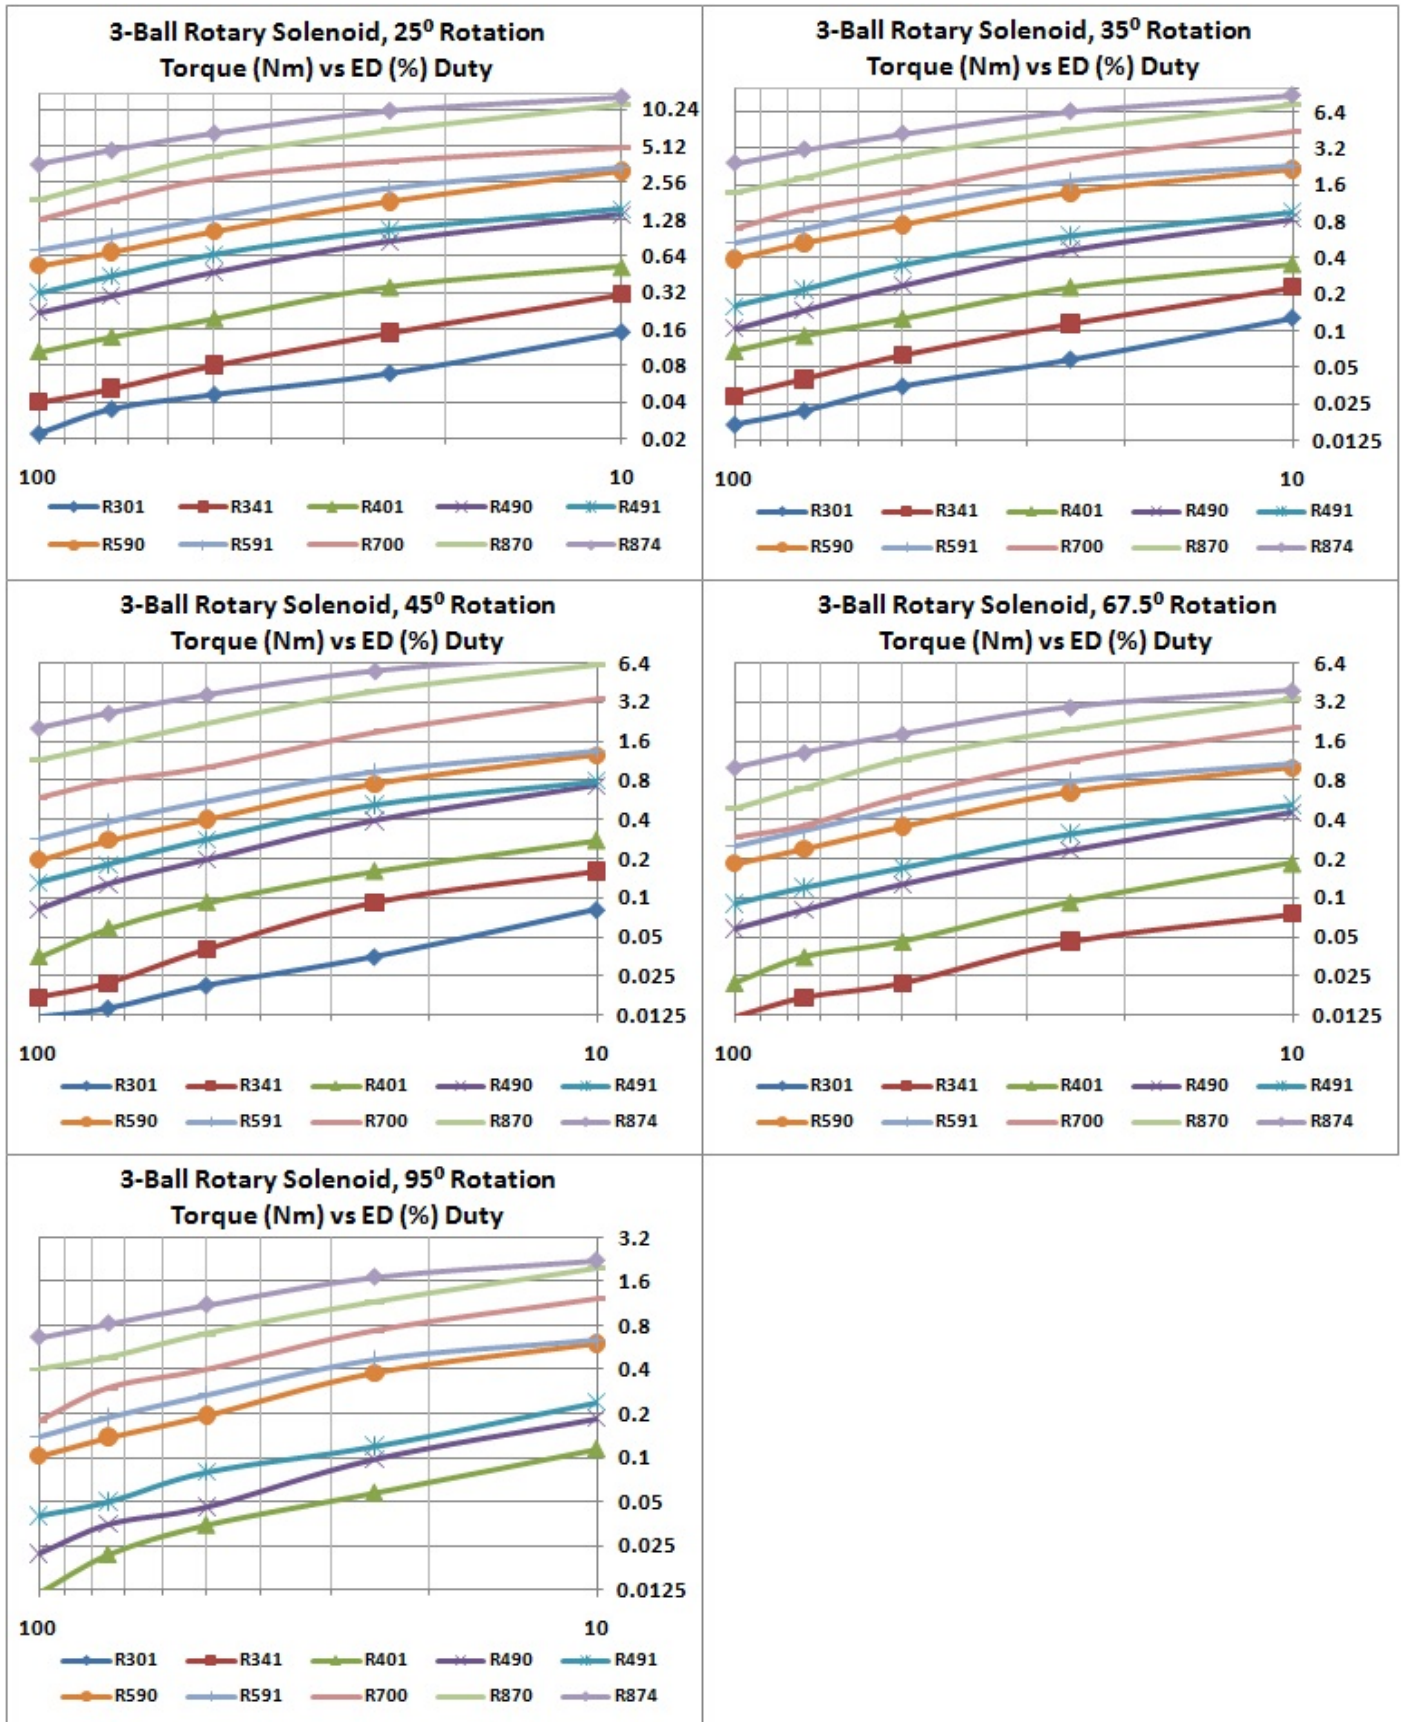 3-Ball Rotary Solenoid, 25⁰ Rotation
Torque (Nm) vs ED (%) Duty
10.24
5.12
2.56
1.28
0.64
0.32
0.16
0.08
0.04
0.02
100 10
R301 R341 R401 R490 R491
R590 R591 R700 R870 R874
3-Ball Rotary Solenoid, 35⁰ Rotation
Torque (Nm) vs ED (%) Duty
6.4
3.2
1.6
0.8
0.4
0.2
0.1
0.05
0.025
0.0125
100 10
R301 R341 R401 R490 R491
R590 R591 R700 R870 R874
3-Ball Rotary Solenoid, 45⁰ Rotation
Torque (Nm) vs ED (%) Duty
6.4
3.2
1.6
0.8
0.4
0.2
0.1
0.05
0.025
0.0125
100 10
R301 R341 R401 R490 R491
R590 R591 R700 R870 R874
3-Ball Rotary Solenoid, 67.5⁰ Rotation
Torque (Nm) vs ED (%) Duty
6.4
3.2
1.6
0.8
0.4
0.2
0.1
0.05
0.025
0.0125
100 10
R301 R341 R401 R490 R491
R590 R591 R700 R870 R874
3-Ball Rotary Solenoid, 95⁰ Rotation
Torque (Nm) vs ED (%) Duty
3.2
1.6
0.8
0.4
0.2
0.1
0.05
0.025
0.0125
100 10
R301 R341 R401 R490 R491
R590 R591 R700 R870 R874